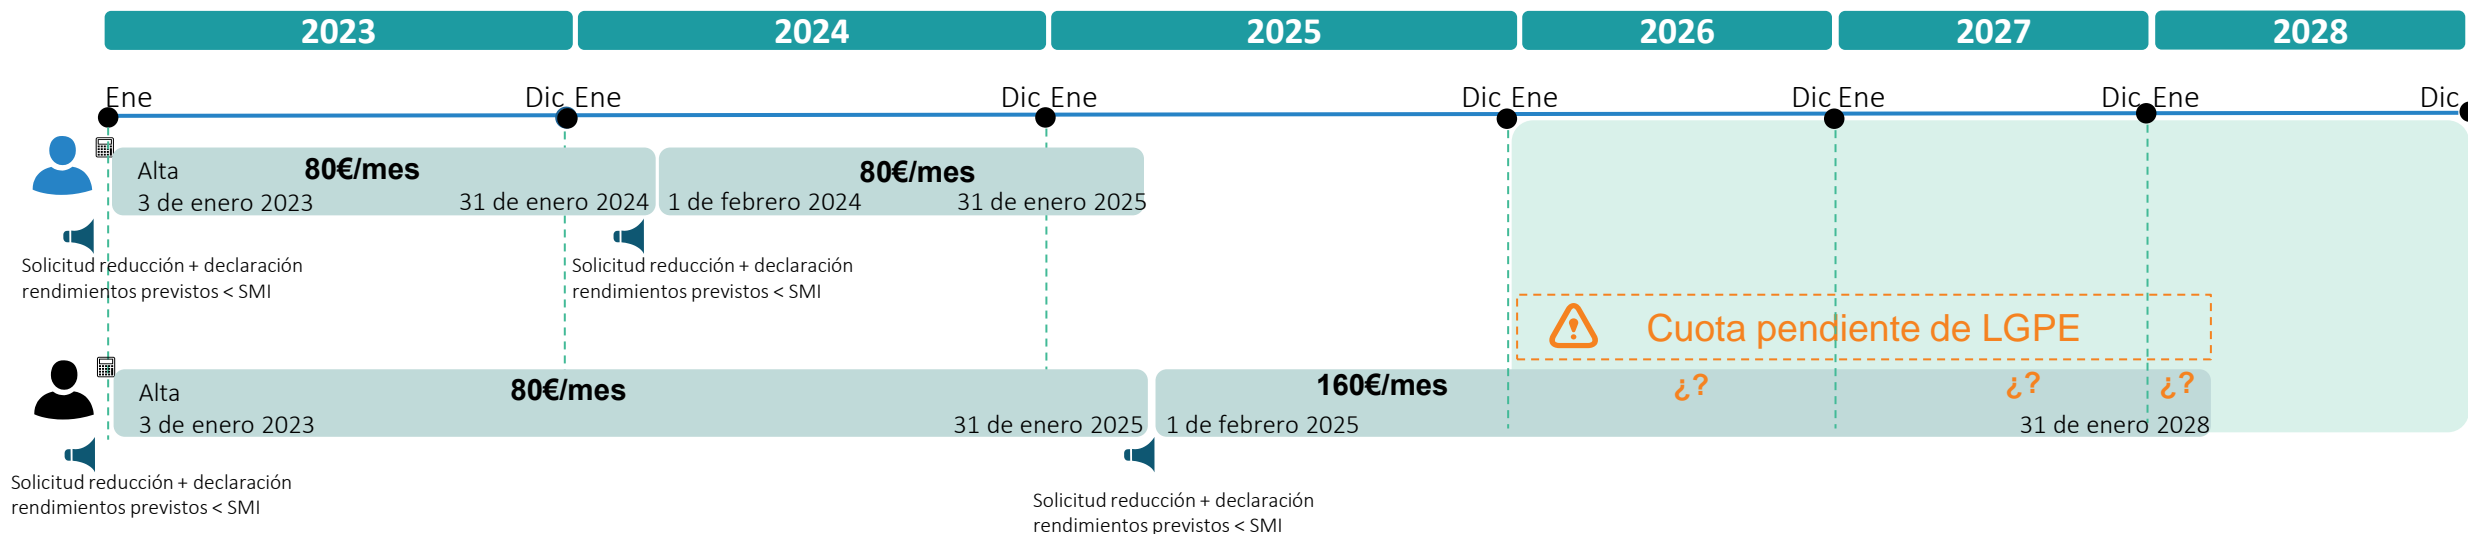 2023 2024 2025 2026 2027 2028
Ene Dic Ene Dic Ene Dic Ene Dic Ene Dic Ene Dic
Alta 80€/mes
3 de enero 2023 31 de enero 2024
80€/mes
1 de febrero 2024 31 de enero 2025
Solicitud reducción + declaración
rendimientos previstos < SMI
Solicitud reducción + declaración
rendimientos previstos < SMI
Cuota pendiente de LGPE
Alta 80€/mes
3 de enero 2023 31 de enero 2025
160€/mes ¿? ¿? ¿?
1 de febrero 2025 31 de enero 2028
Solicitud reducción + declaración
rendimientos previstos < SMI
Solicitud reducción + declaración
rendimientos previstos < SMI